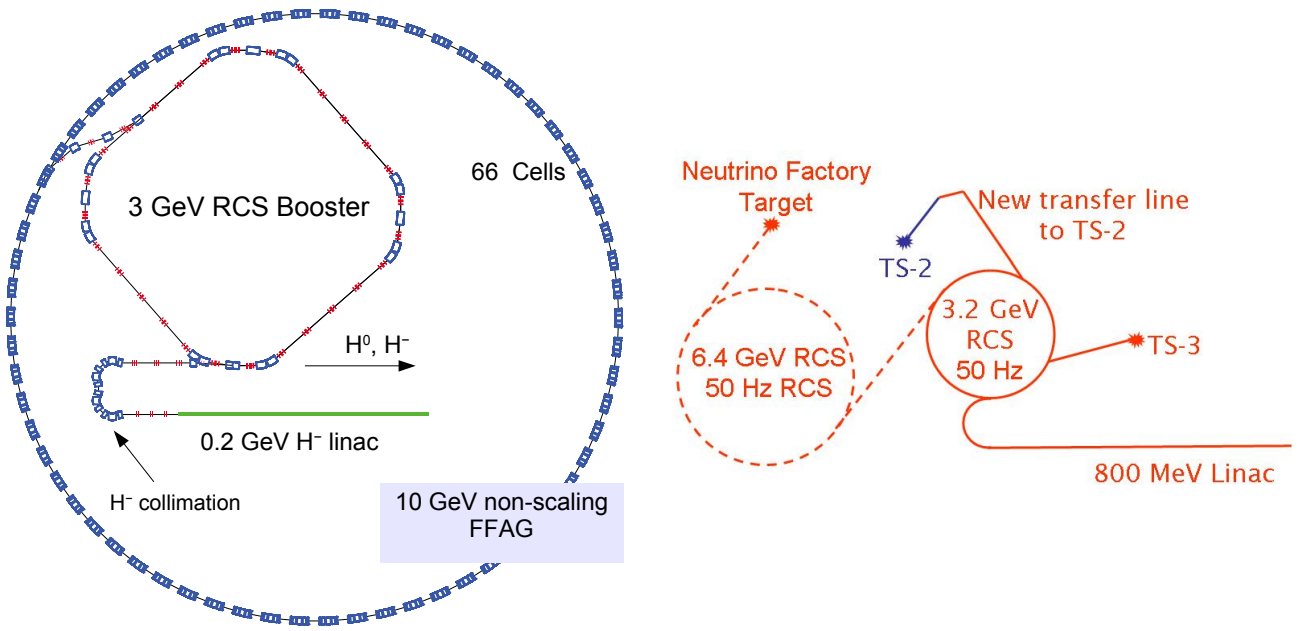 66 Cells
3 GeV RCS Booster
H⁰, H⁻
0.2 GeV H⁻ linac
H⁻ collimation
10 GeV non-scaling
FFAG
Neutrino Factory
Target
New transfer line
to TS-2
TS-2
3.2 GeV
RCS
50 Hz
TS-3
6.4 GeV RCS
50 Hz RCS
800 MeV Linac